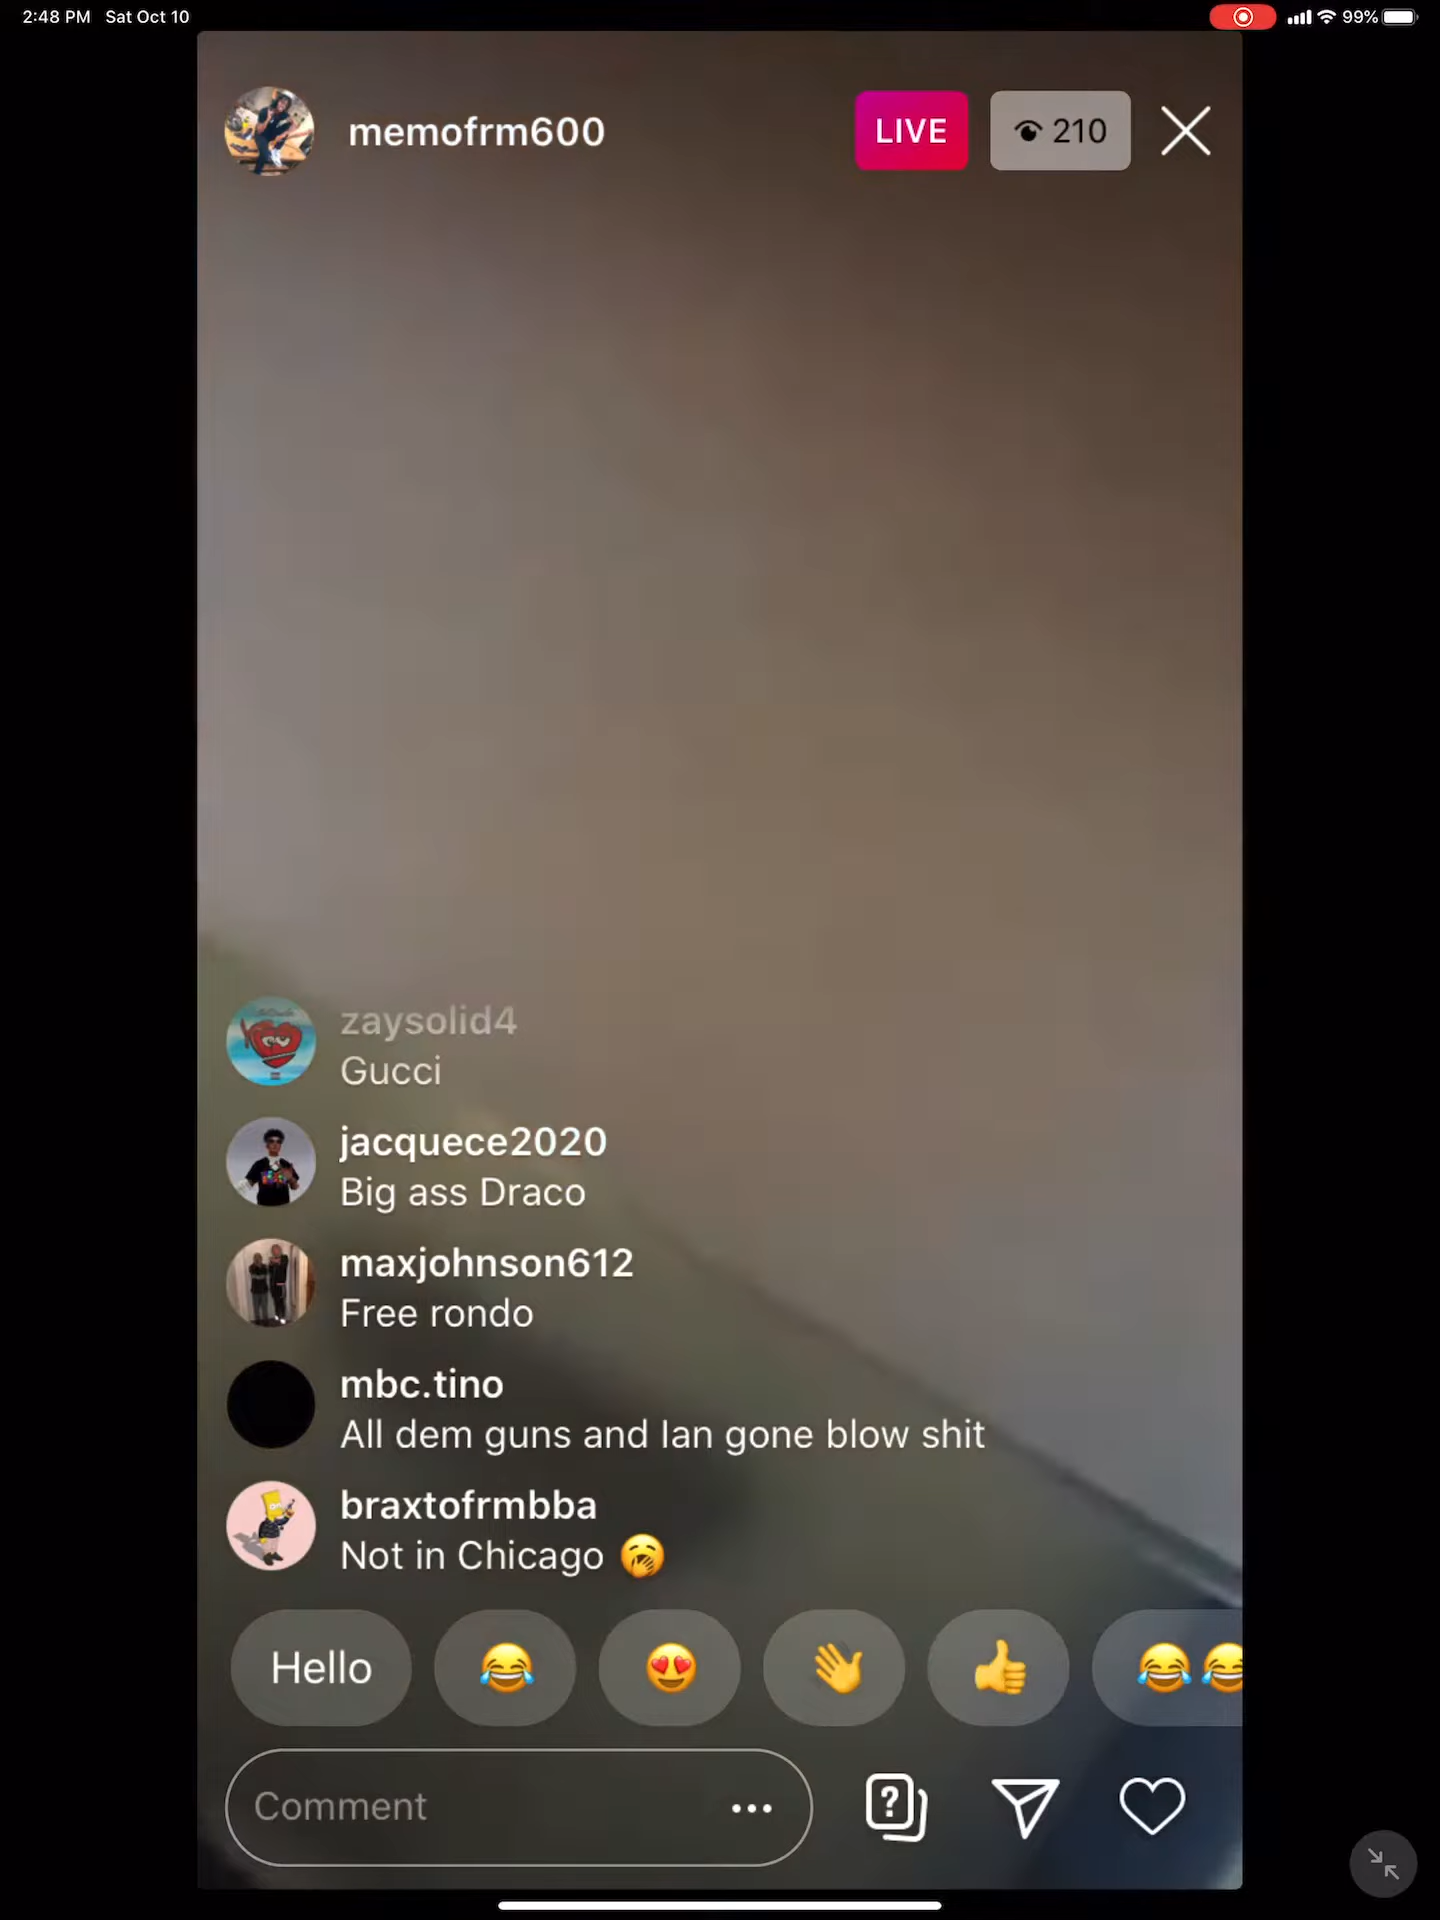 2:48 PM Sat Oct 10
99%
memofrm600
LIVE
210
zaysolid4
Gucci
jacquece2020
Big ass Draco
maxjohnson612
Free rondo
mbc.tino
All dem guns and Ian gone blow shit
braxtofrmbba
Not in Chicago 🥱
Hello 😂 😍 👋 👍 😂😂
Comment